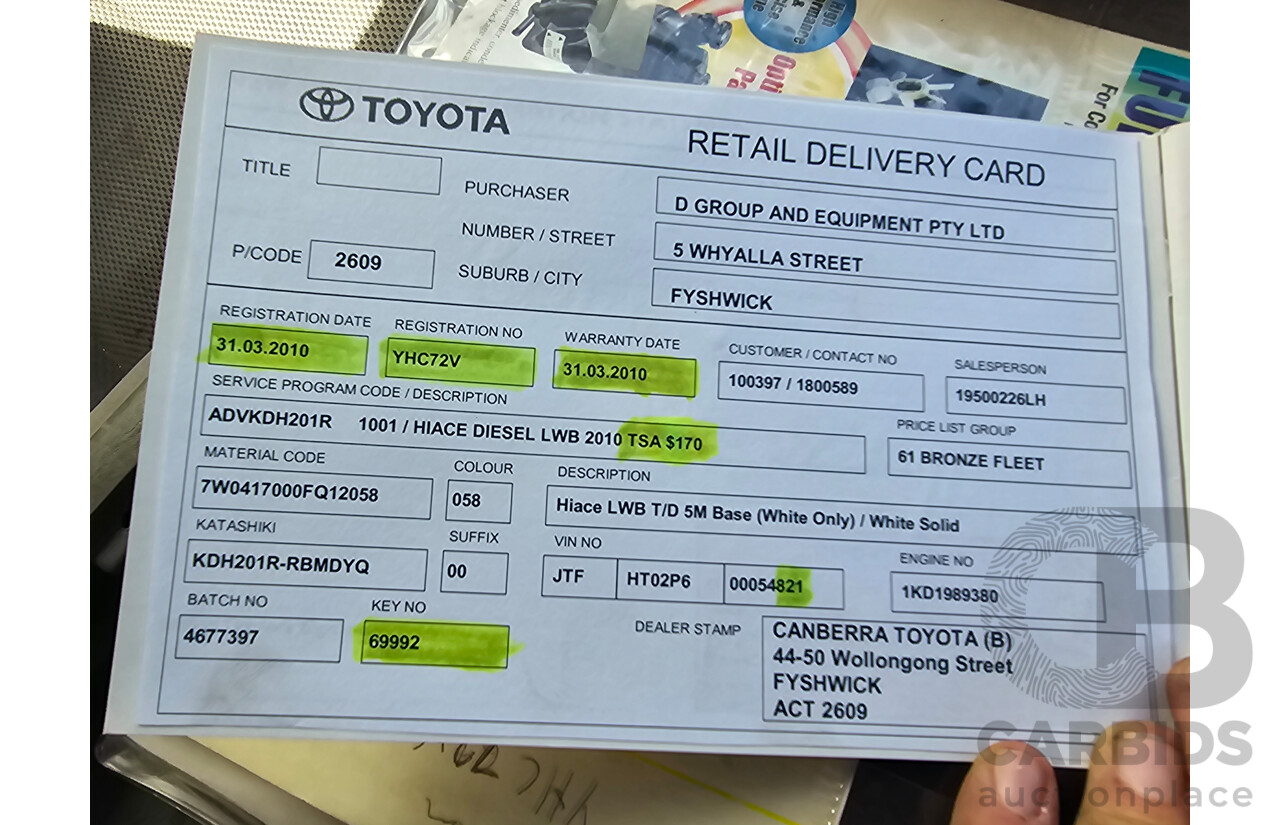 High
Performance
&
TOYOTA
RETAIL DELIVERY CARD
TITLE
PURCHASER
D GROUP AND EQUIPMENT PTY LTD
NUMBER / STREET
5 WHYALLA STREET
P/CODE
2609
SUBURB / CITY
FYSHWICK
REGISTRATION DATE
REGISTRATION NO
WARRANTY DATE
CUSTOMER / CONTACT NO
SALESPERSON
31.03.2010
YHC72V
31.03.2010
100397 / 1800589
19500226LH
SERVICE PROGRAM CODE / DESCRIPTION
PRICE LIST GROUP
ADVKDH201R 1001 / HIACE DIESEL LWB 2010 TSA $170
61 BRONZE FLEET
MATERIAL CODE
COLOUR
DESCRIPTION
7W0417000FQ12058
058
Hiace LWB T/D 5M Base (White Only) / White Solid
KATASHIKI
SUFFIX
VIN NO
ENGINE NO
KDH201R-RBMDYQ
00
JTF
HT02P6
00054821
1KD1989380
BATCH NO
KEY NO
DEALER STAMP
4677397
69992
CANBERRA TOYOTA (B)
44-50 Wollongong Street
FYSHWICK
ACT 2609
CARBIDS
auctionplace